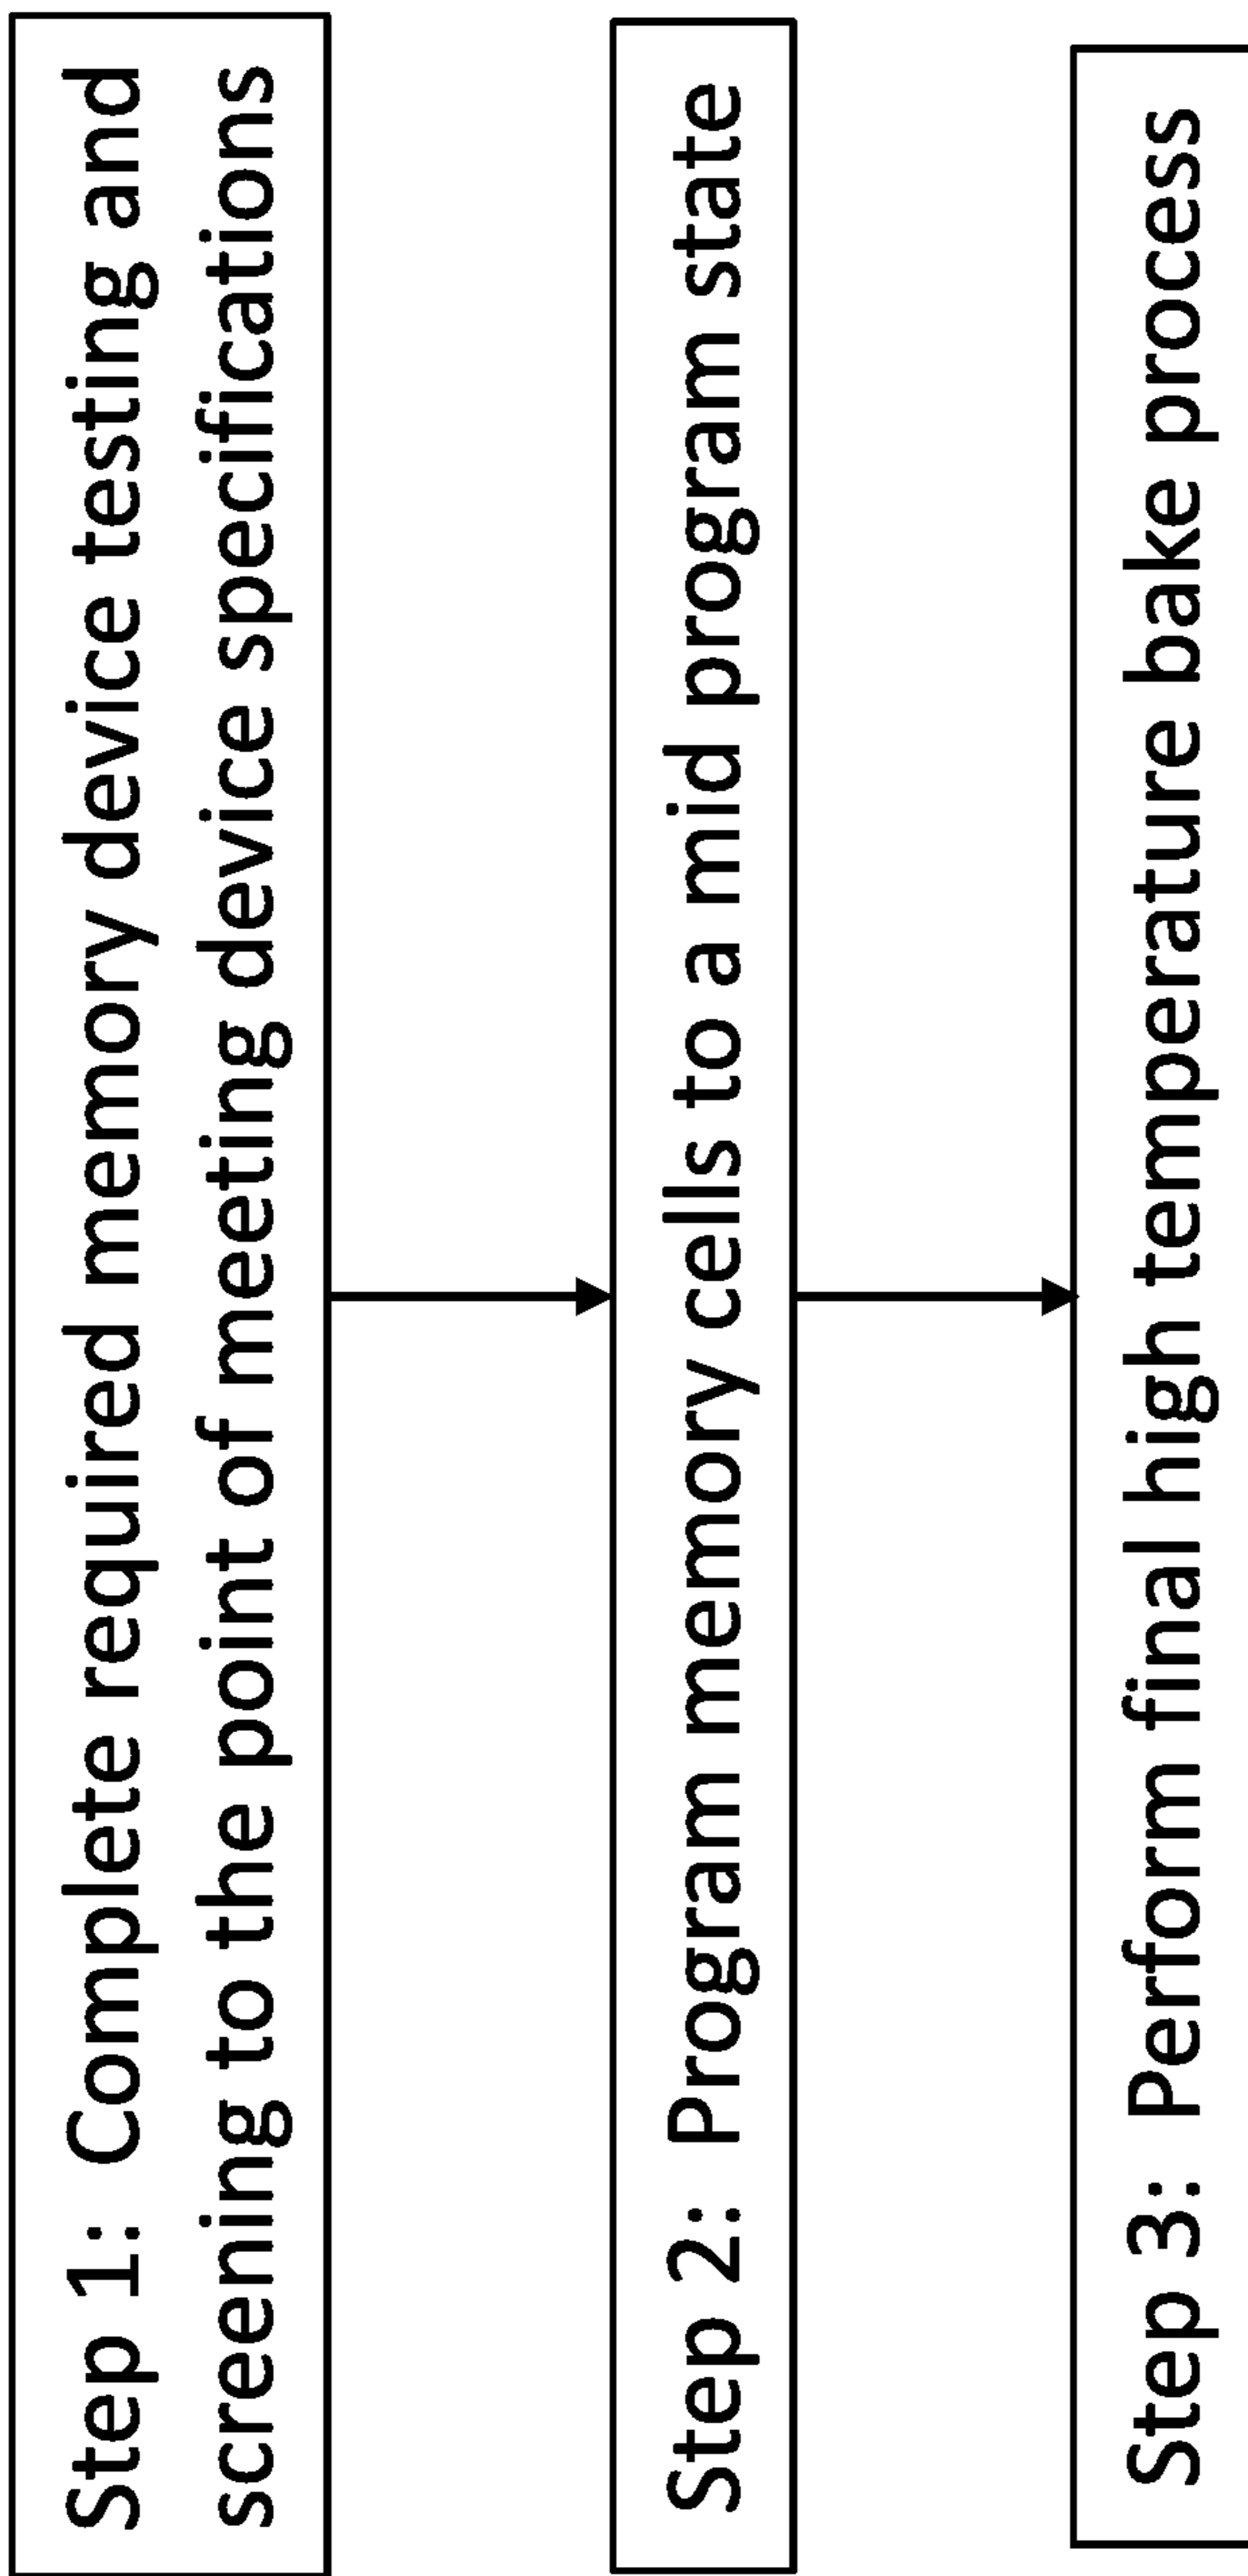 Step 1: Complete required memory device testing and
screening to the point of meeting device specifications
Step 2: Program memory cells to a mid program state
Step 3: Perform final high temperature bake process